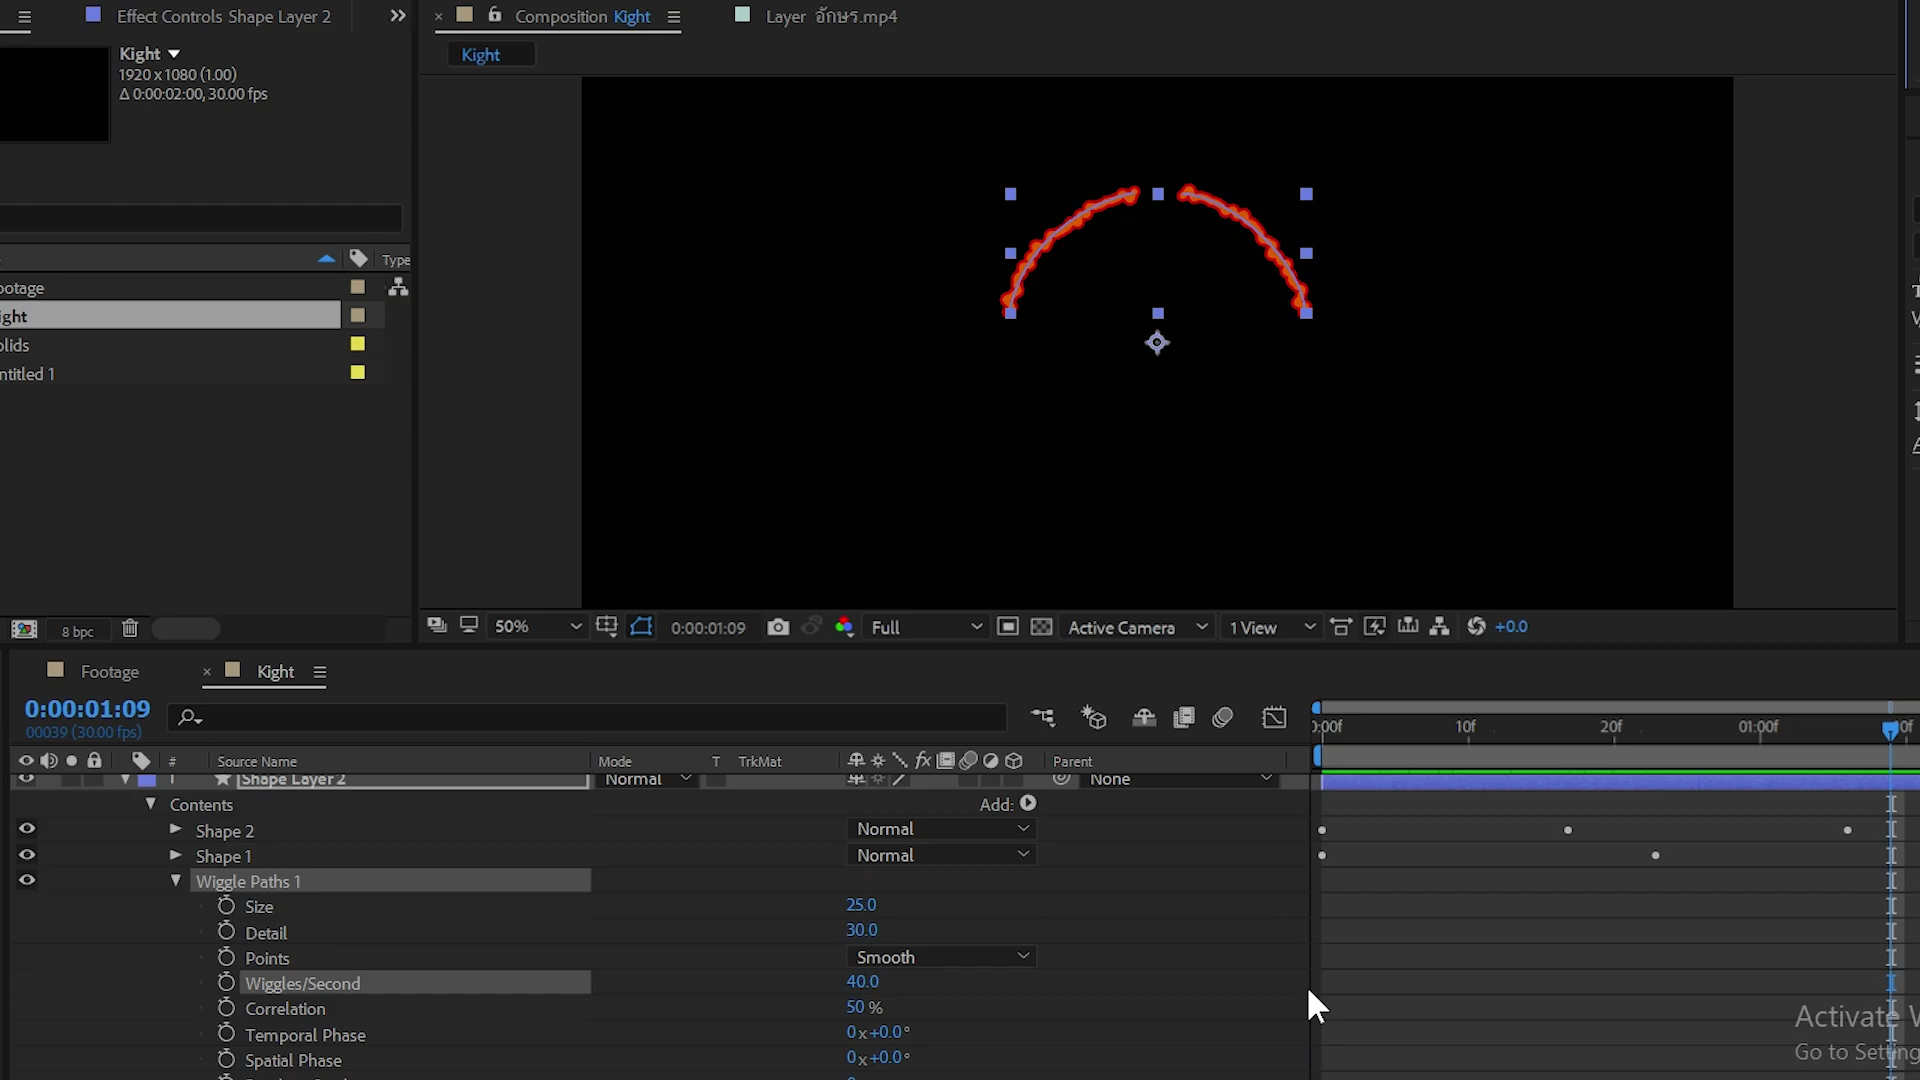 Effect Controls Shape Layer 2
Composition Kight
Layer อักษร.mp4
Kight
Kight
1920 x 1080 (1.00)
Δ 0:00:02:00, 30.00 fps
Type
ootage
ight
olids
ntitled 1
8 bpc
50%
0:00:01:09
Full
Active Camera
1 View
+0.0
Footage
Kight
0:00:01:09
00039 (30.00 fps)
10f
20f
01:00f
# Source Name
Mode
T TrkMat
fx
Parent
1 Shape Layer 2
Normal
None
Contents
Add:
Shape 2
Normal
Shape 1
Normal
Wiggle Paths 1
Size
25.0
Detail
30.0
Points
Smooth
Wiggles/Second
40.0
Correlation
50 %
Temporal Phase
0x+0.0°
Spatial Phase
0x+0.0°
Activate W
Go to Setting